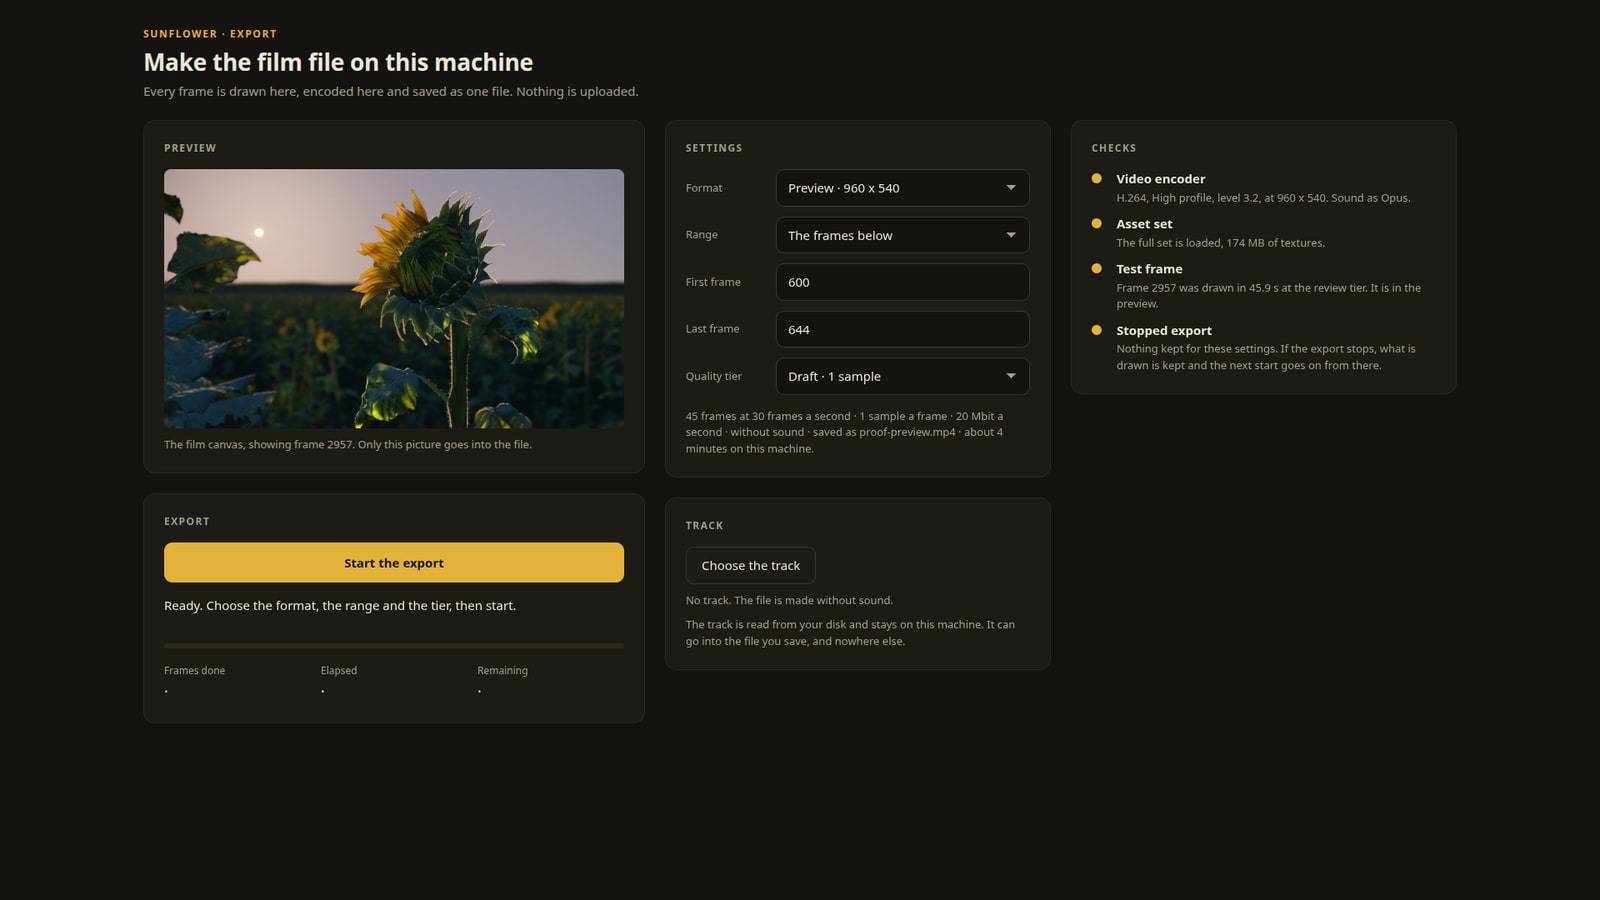 SUNFLOWER · EXPORT
Make the film file on this machine
Every frame is drawn here, encoded here and saved as one file. Nothing is uploaded.
PREVIEW
The film canvas, showing frame 2957. Only this picture goes into the file.
EXPORT
Start the export
Ready. Choose the format, the range and the tier, then start.
Frames done
Elapsed
Remaining
·
·
·
SETTINGS
Format
Preview · 960 x 540
Range
The frames below
First frame
600
Last frame
644
Quality tier
Draft · 1 sample
45 frames at 30 frames a second · 1 sample a frame · 20 Mbit a
second · without sound · saved as proof-preview.mp4 · about 4
minutes on this machine.
TRACK
Choose the track
No track. The file is made without sound.
The track is read from your disk and stays on this machine. It can
go into the file you save, and nowhere else.
CHECKS
Video encoder
H.264, High profile, level 3.2, at 960 x 540. Sound as Opus.
Asset set
The full set is loaded, 174 MB of textures.
Test frame
Frame 2957 was drawn in 45.9 s at the review tier. It is in the
preview.
Stopped export
Nothing kept for these settings. If the export stops, what is
drawn is kept and the next start goes on from there.